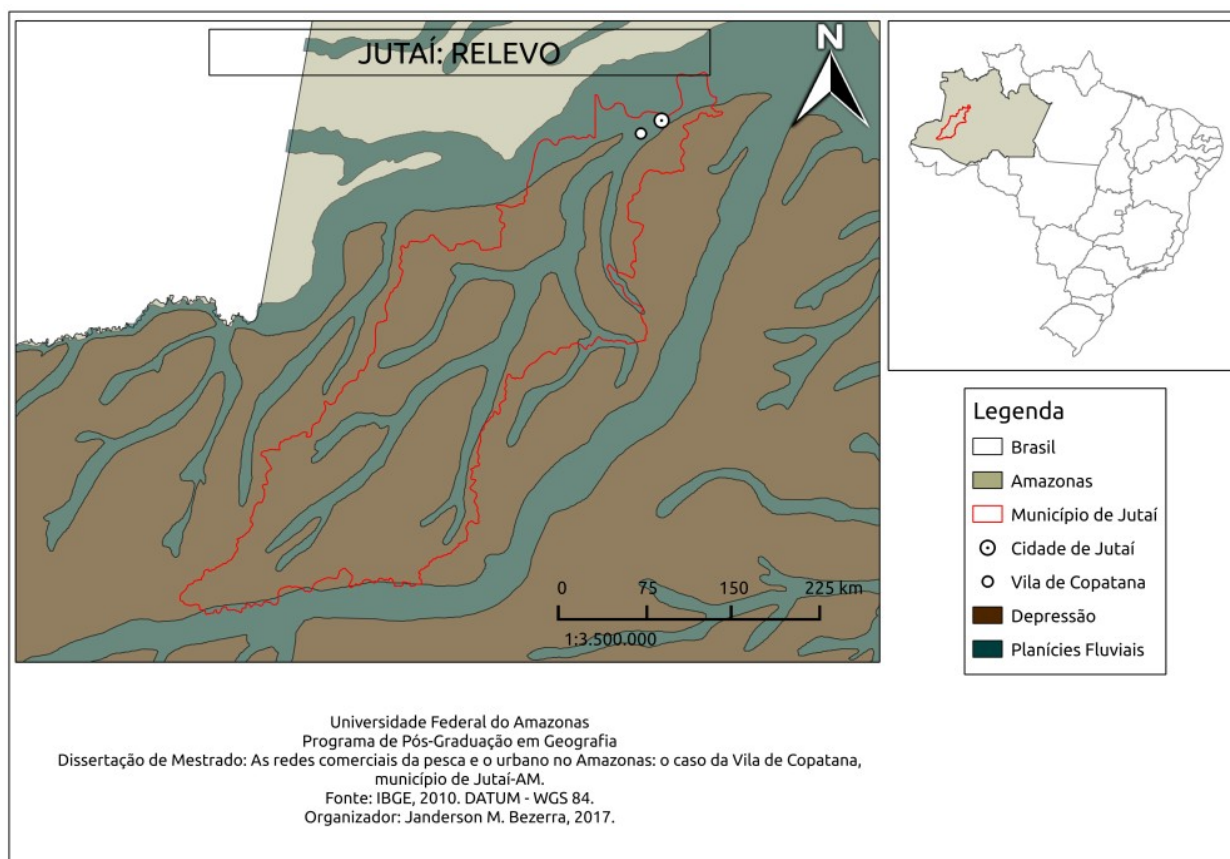 JUTAÍ: RELEVO
N
0 75 150 225 km
1:3.500.000
Legenda
Brasil
Amazonas
Município de Jutaí
Cidade de Jutaí
Vila de Copatana
Depressão
Planícies Fluviais
Universidade Federal do Amazonas
Programa de Pós-Graduação em Geografia
Dissertação de Mestrado: As redes comerciais da pesca e o urbano no Amazonas: o caso da Vila de Copatana,
município de Jutaí-AM.
Fonte: IBGE, 2010. DATUM - WGS 84.
Organizador: Janderson M. Bezerra, 2017.